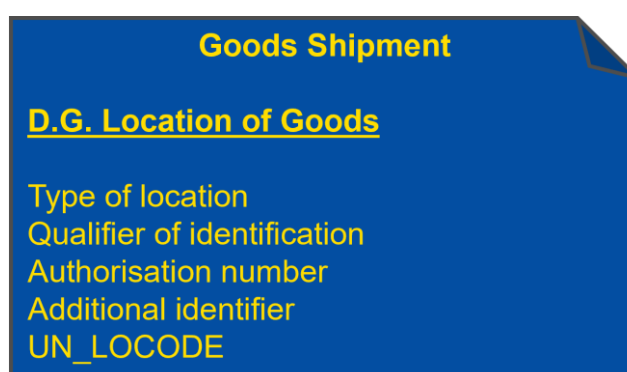 Goods Shipment
D.G. Location of Goods
Type of location
Qualifier of identification
Authorisation number
Additional identifier
UN_LOCODE